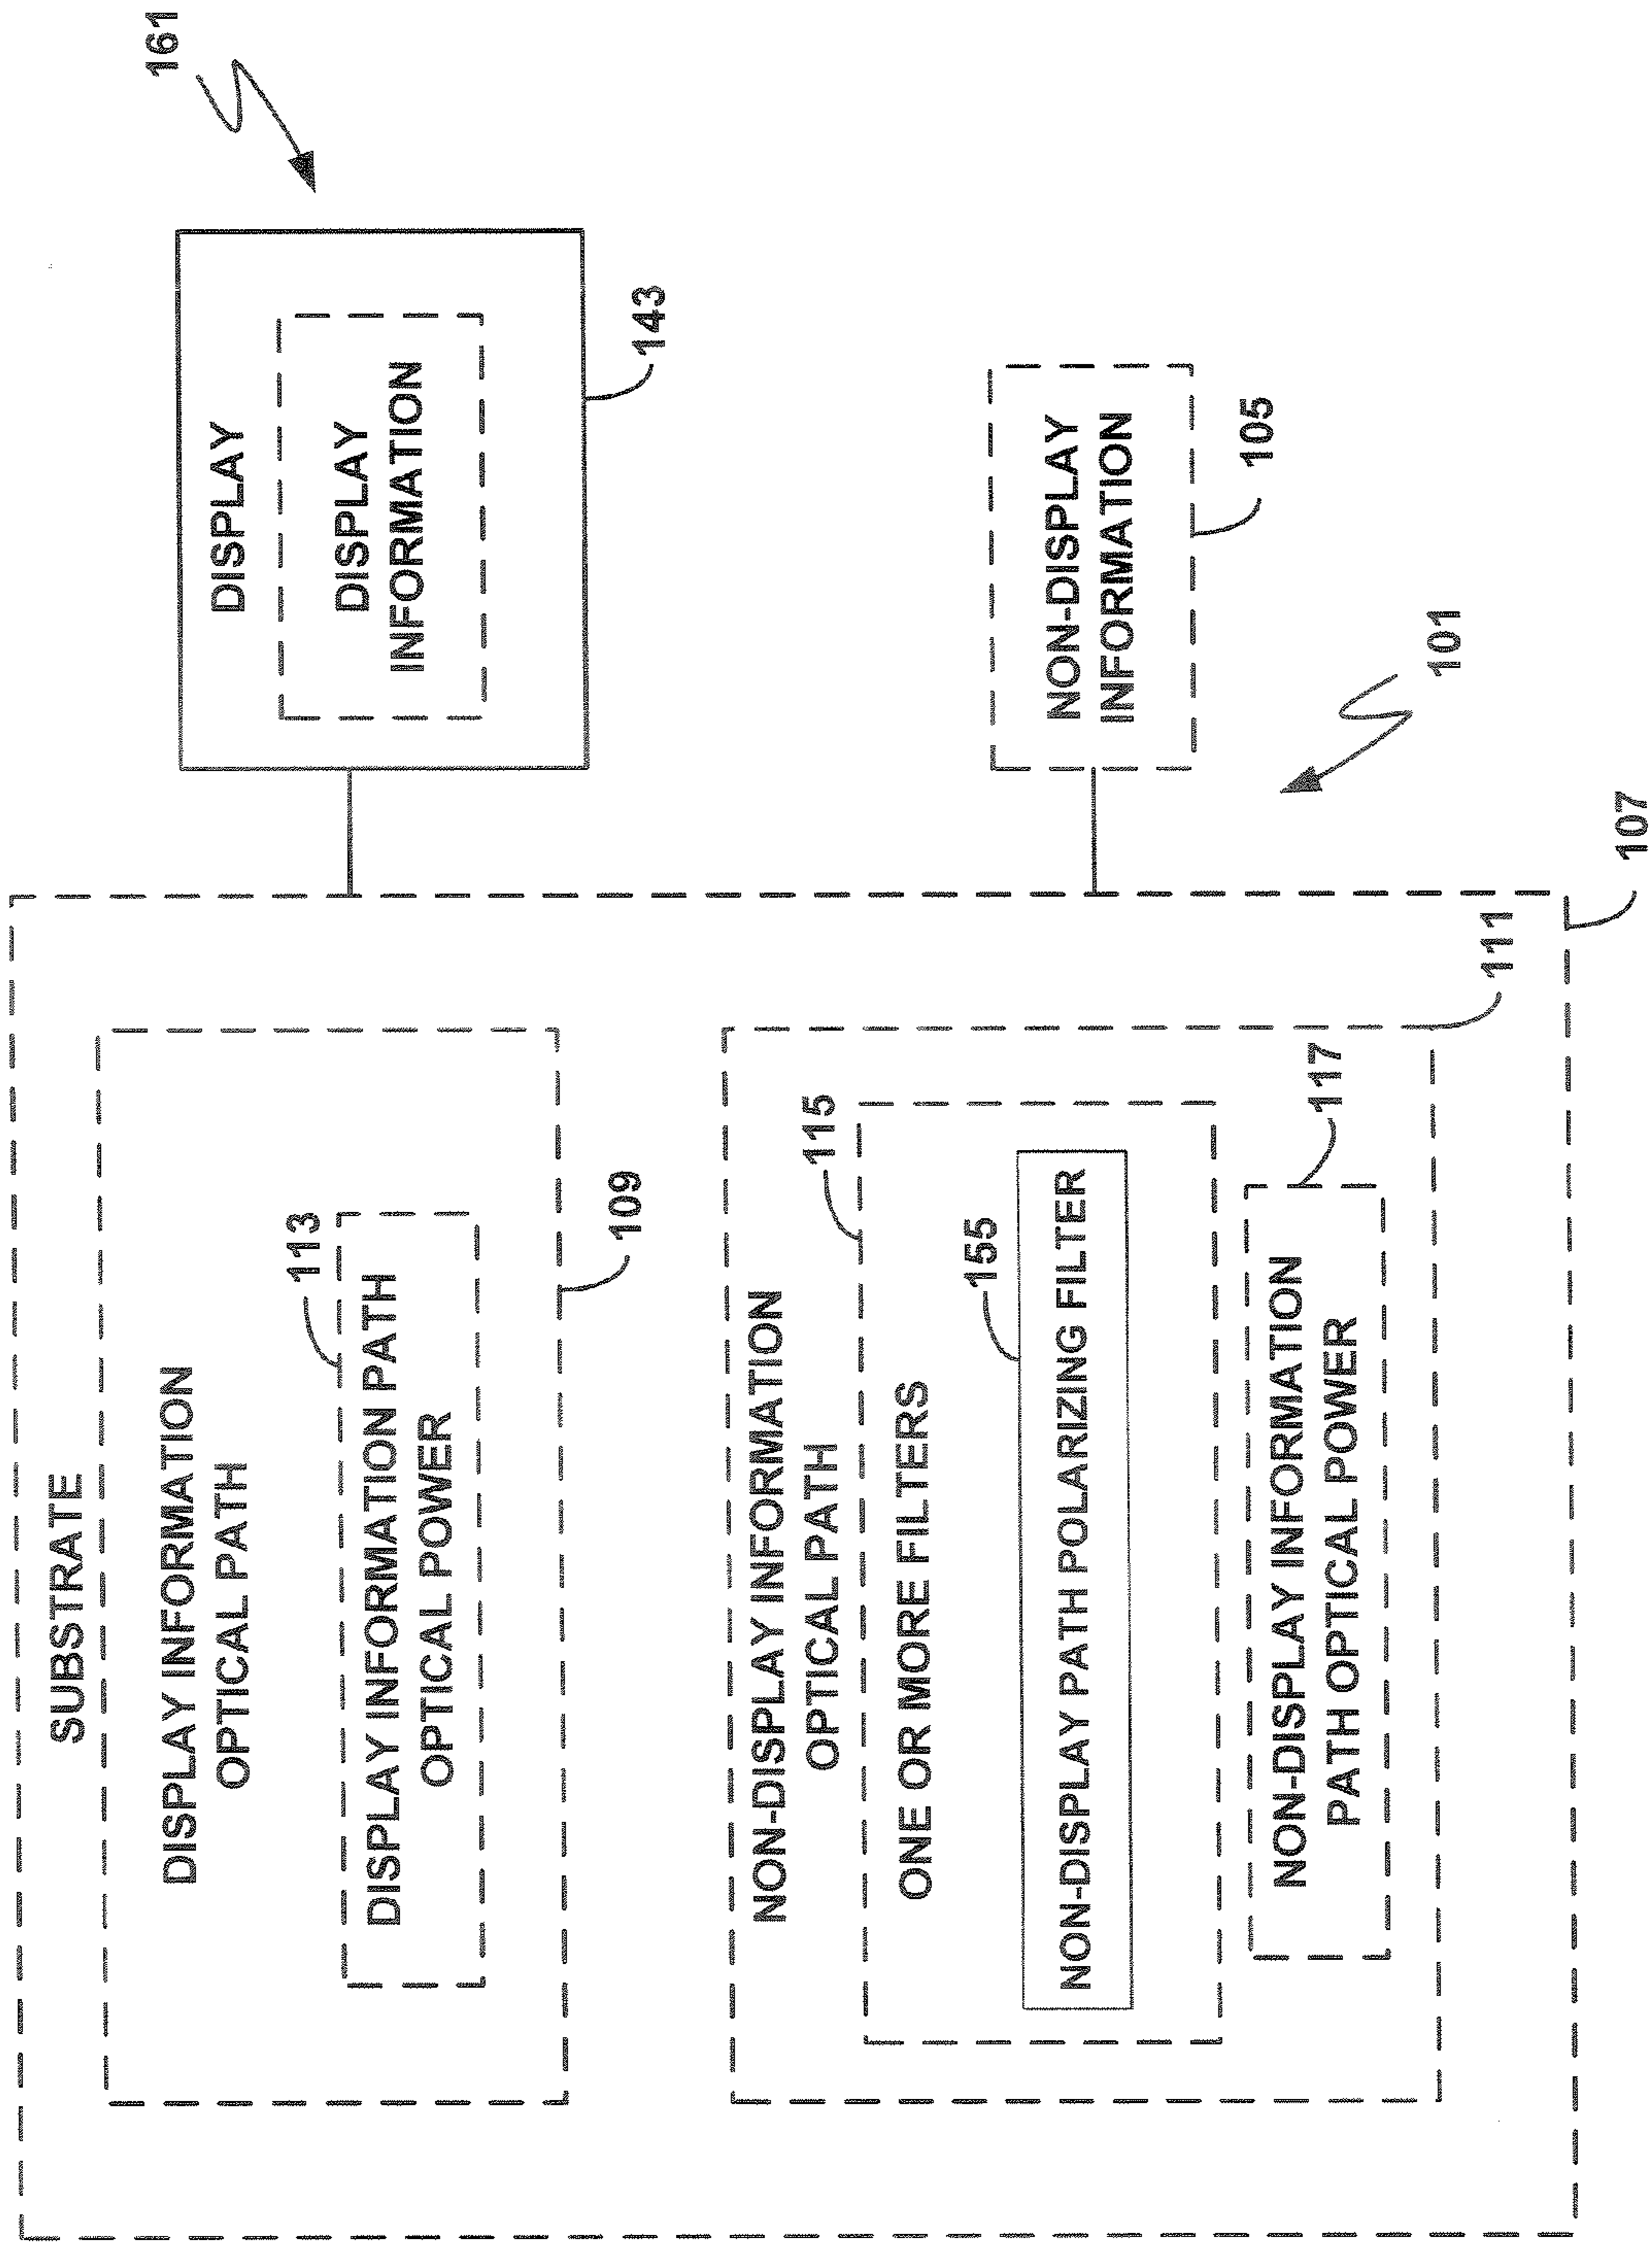 SUBSTRATE
DISPLAY INFORMATION
OPTICAL PATH
113
DISPLAY INFORMATION PATH
OPTICAL POWER
109
NON-DISPLAY INFORMATION
OPTICAL PATH
115
ONE OR MORE FILTERS
155
NON-DISPLAY PATH POLARIZING FILTER
117
NON-DISPLAY INFORMATION
PATH OPTICAL POWER
111
107
161
DISPLAY
DISPLAY
INFORMATION
143
NON-DISPLAY
INFORMATION
105
101